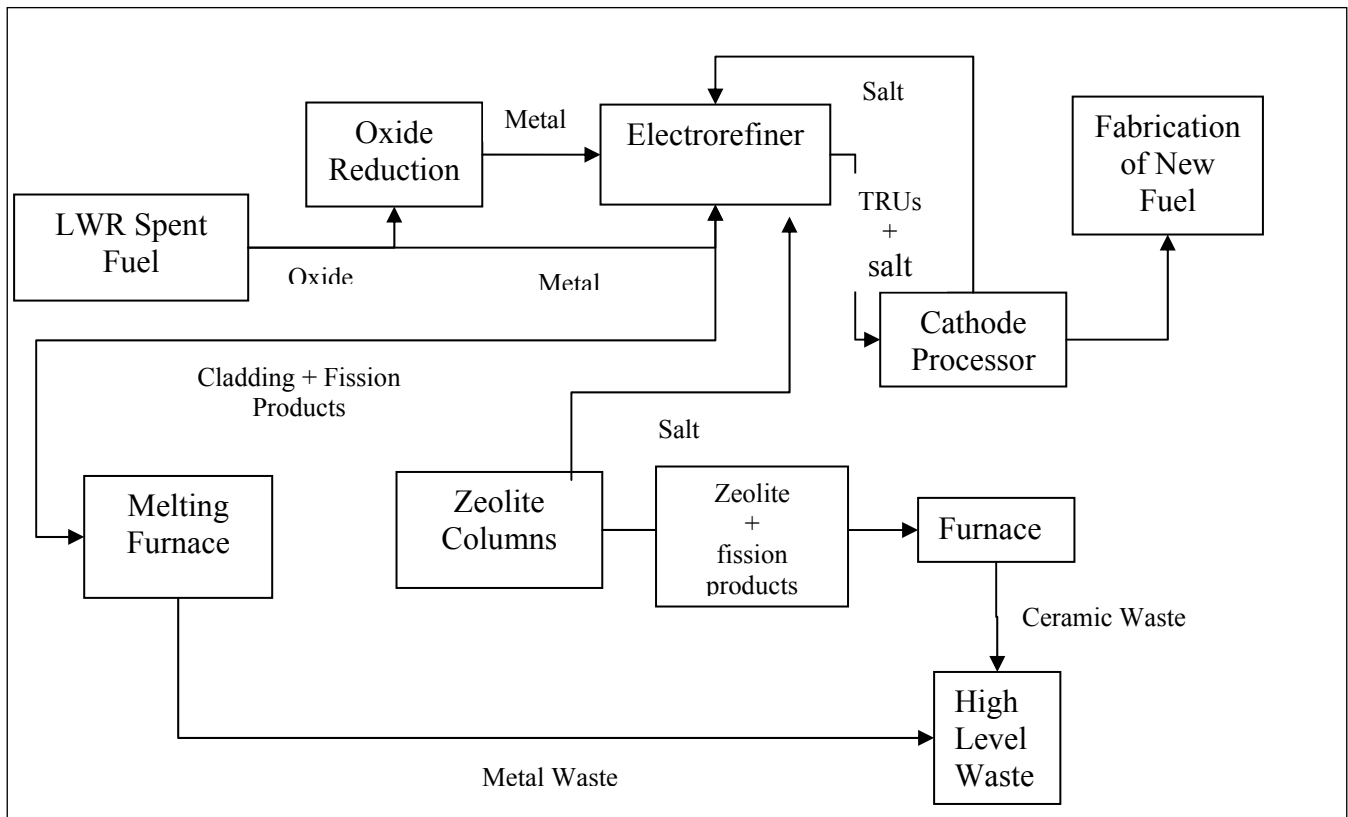 Salt
Metal
Oxide
Reduction
Electrorefiner
Fabrication
of New
Fuel
TRUs
+
salt
LWR Spent
Fuel
Oxide
Metal
Cathode
Processor
Cladding + Fission
Products
Salt
Melting
Furnace
Zeolite
Columns
Zeolite
+
fission
products
Furnace
Ceramic Waste
High
Level
Waste
Metal Waste